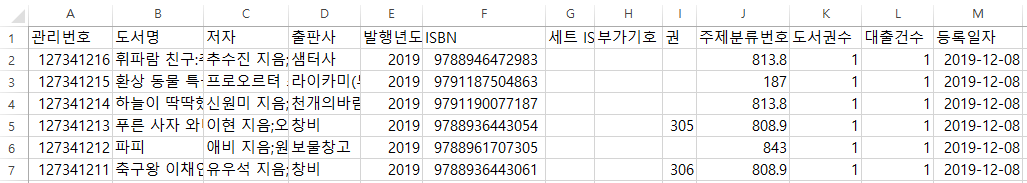 A B C D E F G H I J K L M
1 관리번호 도서명 저자 출판사 발행년도 ISBN 세트 IS 부가기호 권 주제분류번호 도서권수 대출건수 등록일자
2 127341216 휘파람 친구:추 추수진 지음; 샘터사 2019 9788946472983 813.8 1 1 2019-12-08
3 127341215 환상 동물 특 프로오르텨 라이카미( 2019 9791187504863 187 1 1 2019-12-08
4 127341214 하늘이 딱딱했 신원미 지음; 천개의바람 2019 9791190077187 813.8 1 1 2019-12-08
5 127341213 푸른 사자 와니 이현 지음;오 창비 2019 9788936443054 305 808.9 1 1 2019-12-08
6 127341212 파피 애비 지음;원 보물창고 2019 9788961707305 843 1 1 2019-12-08
7 127341211 축구왕 이채연 유우석 지음; 창비 2019 9788936443061 306 808.9 1 1 2019-12-08